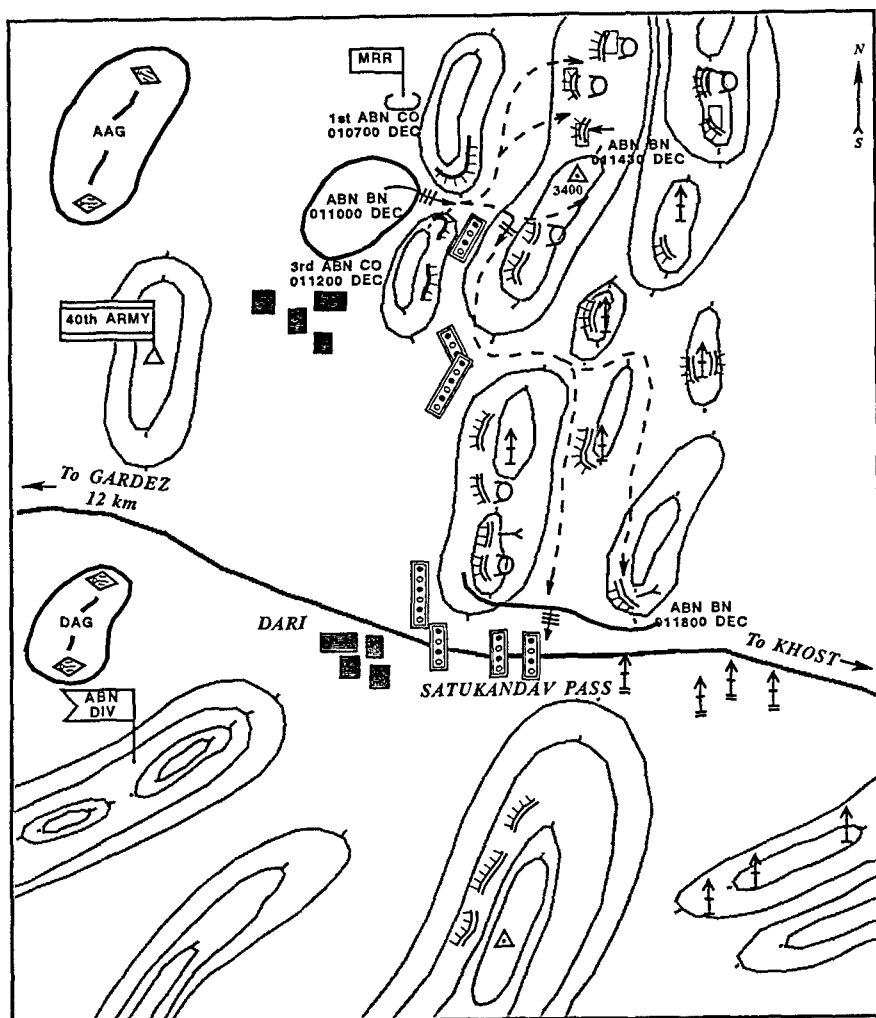 MRR
N
S
AAG
1st ABN CO
010700 DEC
ABN BN
011000 DEC
ABN BN
011430 DEC
3400
3rd ABN CO
011200 DEC
40th ARMY
To GARDEZ
12 km
DAG
DARI
ABN BN
011800 DEC
To KHOST
SATUKANDAV PASS
ABN
DIV